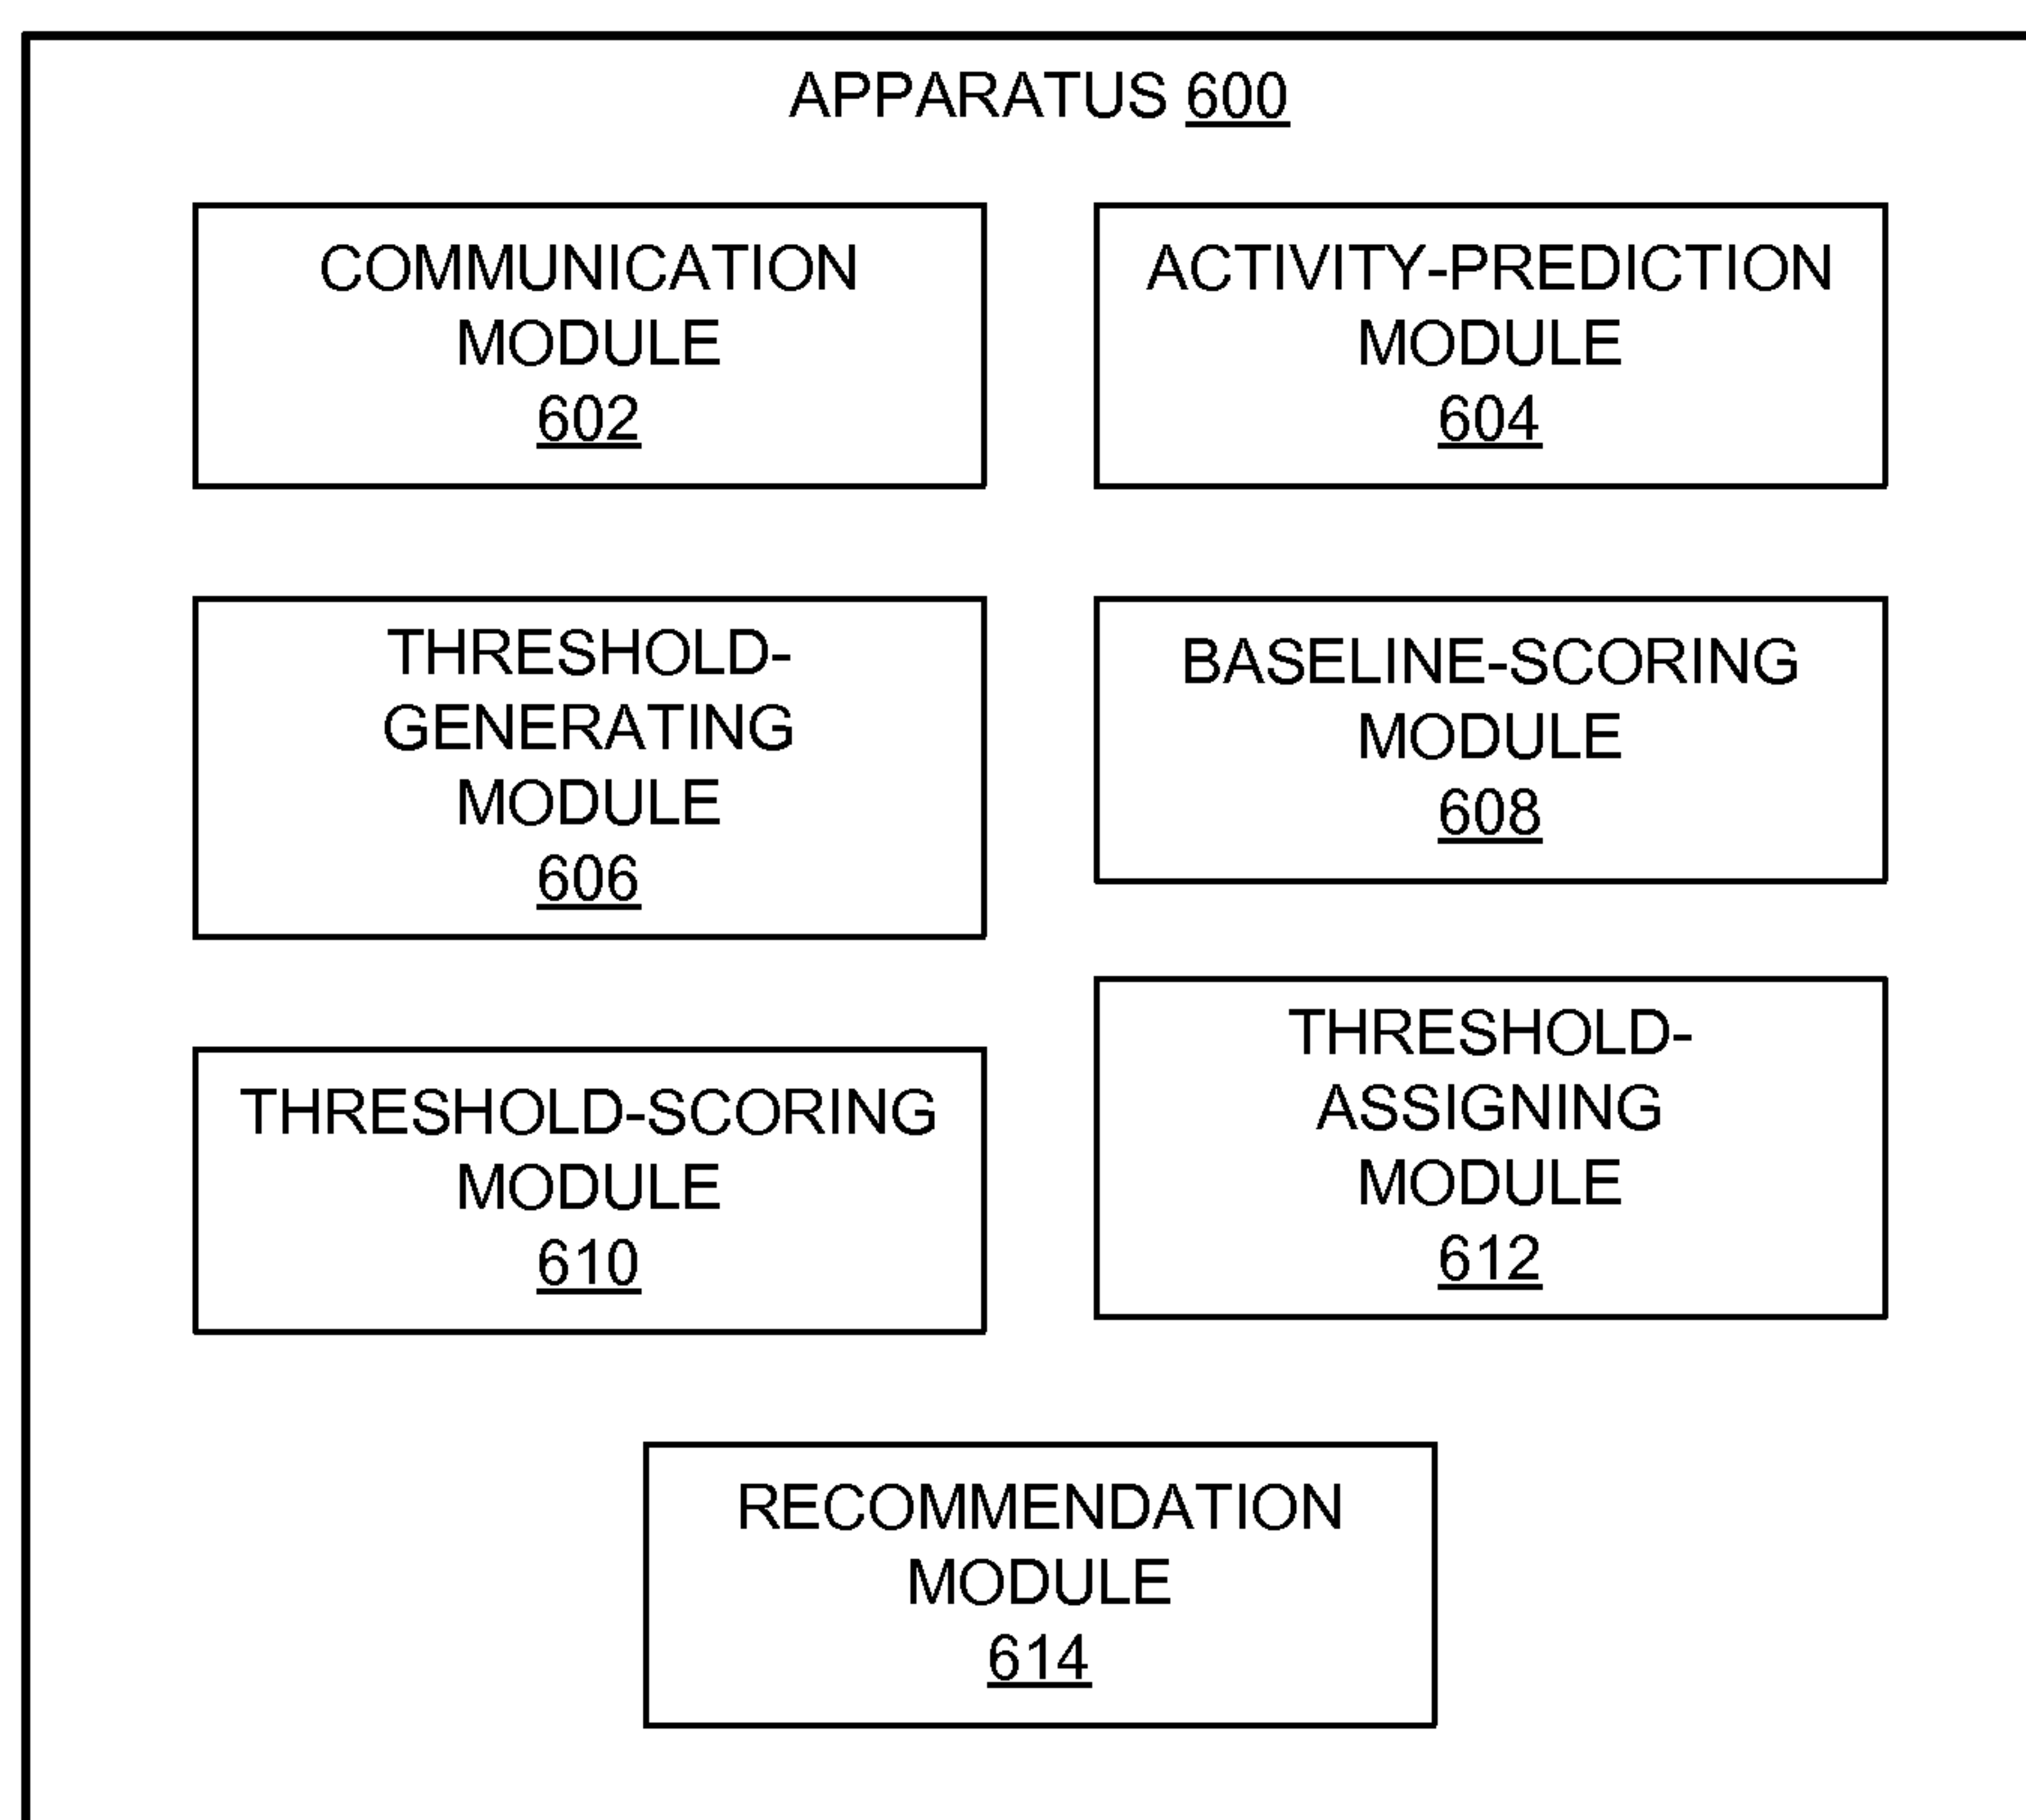 APPARATUS 600
COMMUNICATION
MODULE
602
ACTIVITY-PREDICTION
MODULE
604
THRESHOLD-
GENERATING
MODULE
606
BASELINE-SCORING
MODULE
608
THRESHOLD-SCORING
MODULE
610
THRESHOLD-
ASSIGNING
MODULE
612
RECOMMENDATION
MODULE
614